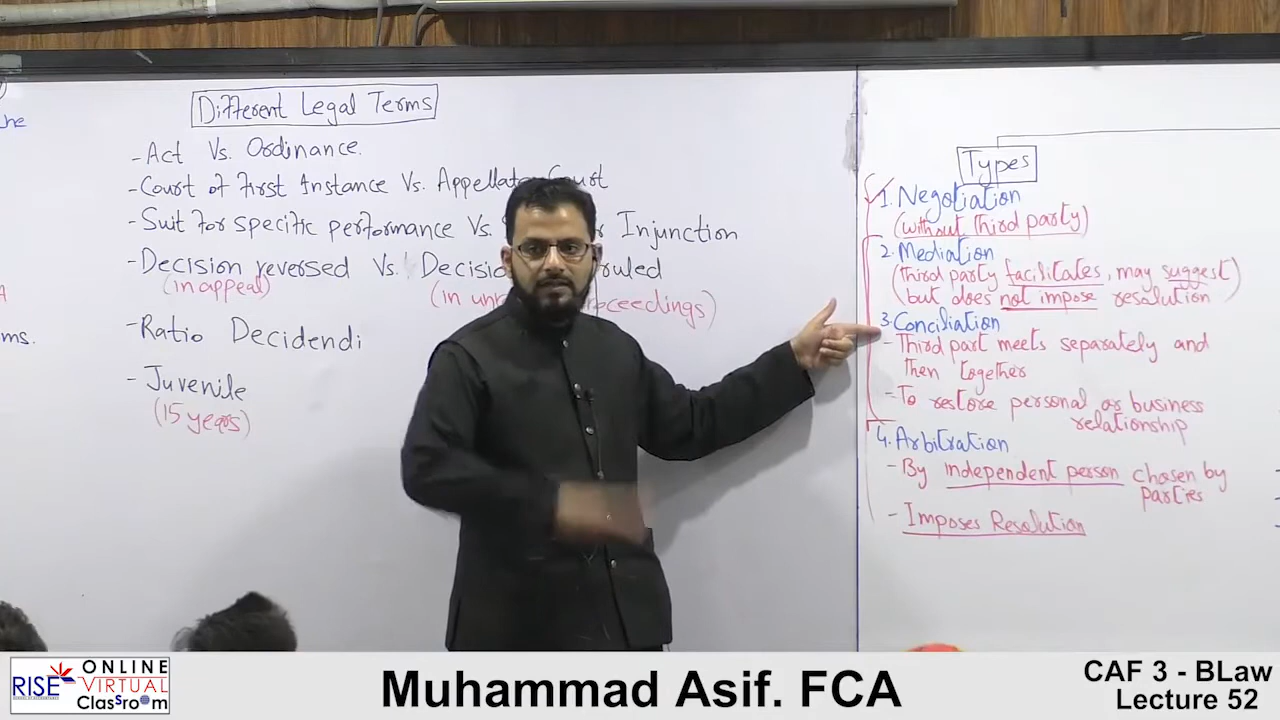 he
ms.
Different Legal Terms
- Act Vs. Ordinance.
- Court of First Instance Vs. Appellate Court
- Suit for specific performance Vs. Injunction
- Decision reversed Vs. Decision ruled
(in appeal) (in proceedings)
- Ratio Decidendi
- Juvenile
(15 years)
Types
1. Negotiation
(without third party)
2. Mediation
(Third party facilitates, may suggest)
(but does not impose resolution
3. Conciliation
- Third part meets separately and
Then together
- To restore personal or business
relationship
4. Arbitration
- By independent person chosen by
parties
- Imposes Resolution
RISE
ONLINE
VIRTUAL
Classroom
Muhammad Asif. FCA
CAF 3 - BLaw
Lecture 52